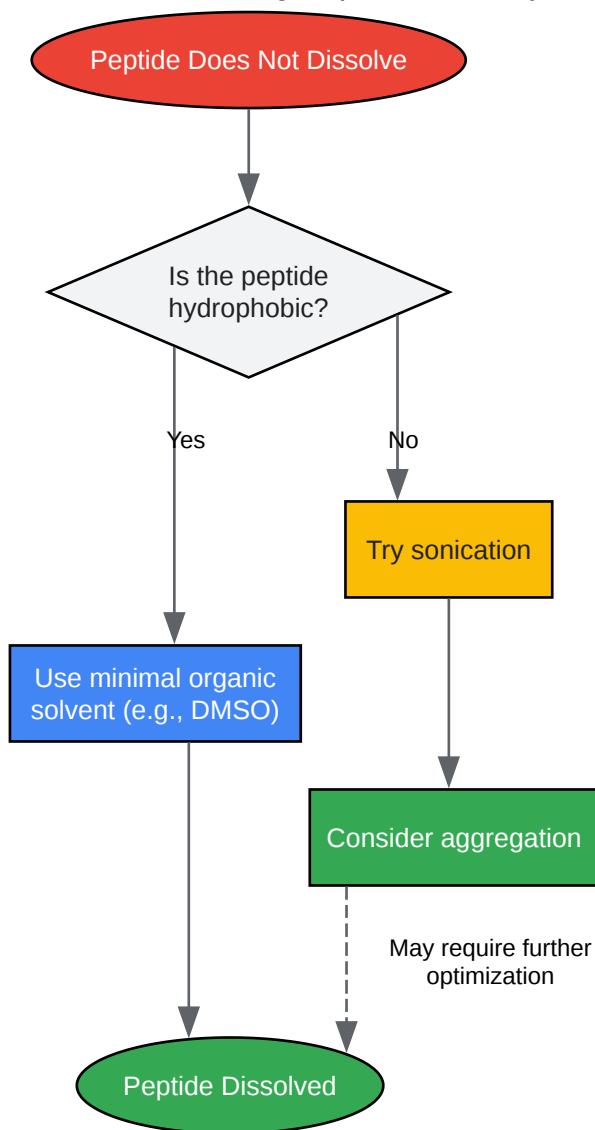 Peptide Does Not Dissolve
Is the peptide
hydrophobic?
Yes
No
Try sonication
Use minimal organic
solvent (e.g., DMSO)
Consider aggregation
May require further
optimization
Peptide Dissolved